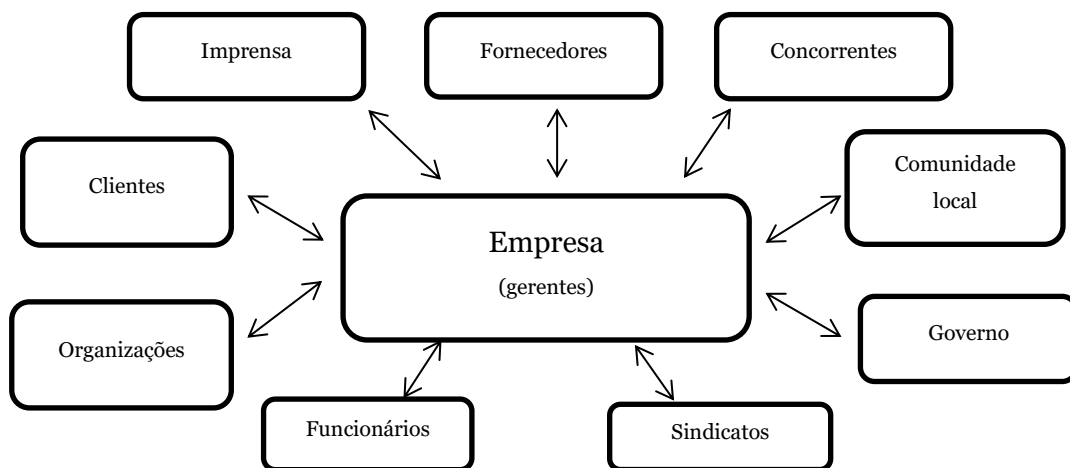 Imprensa
Fornecedores
Concorrentes
Clientes
Comunidade
local
Empresa
(gerentes)
Organizações
Governo
Funcionários
Sindicatos